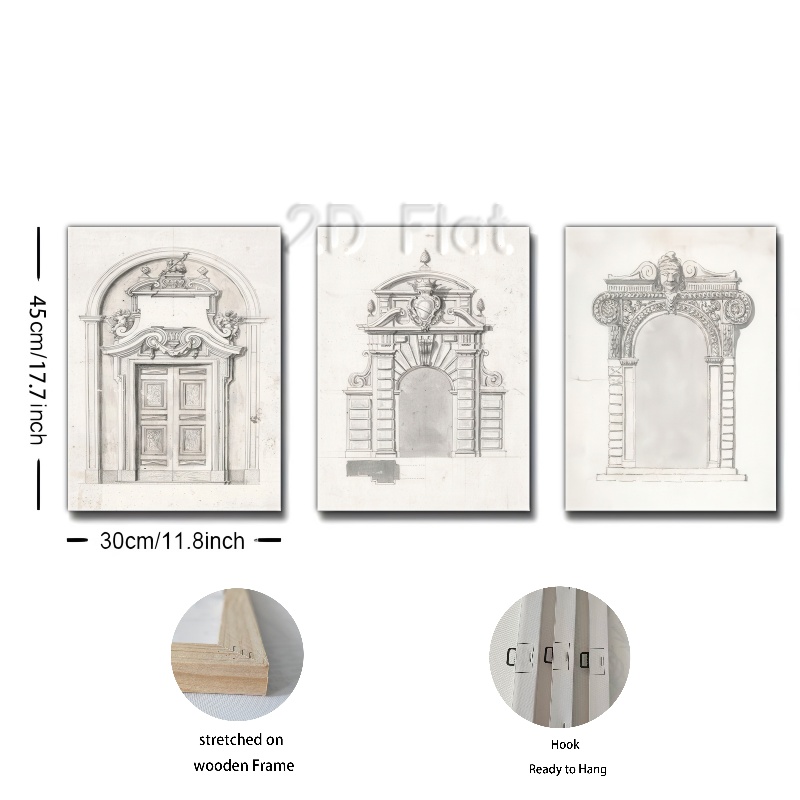 2D Flat
45cm/17.7inch
30cm/11.8inch
stretched on
wooden Frame
Hook
Ready to Hang